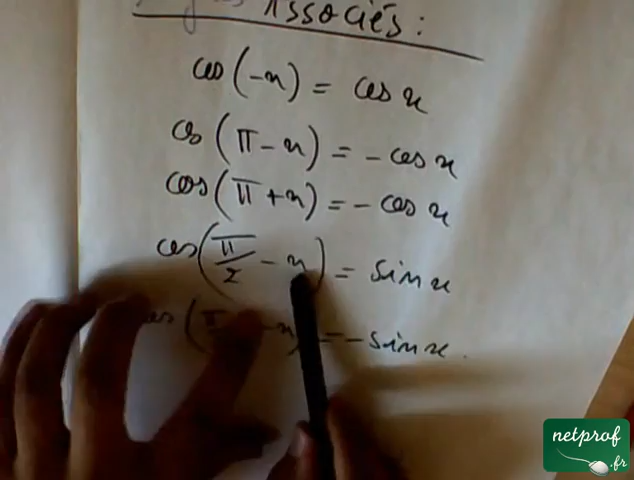 Associés :
cos(-x) = cos x
cos(π - x) = - cos x
cos(π + x) = - cos x
cos(π/2 - x) = sin x
= - sin x
netprof
.fr